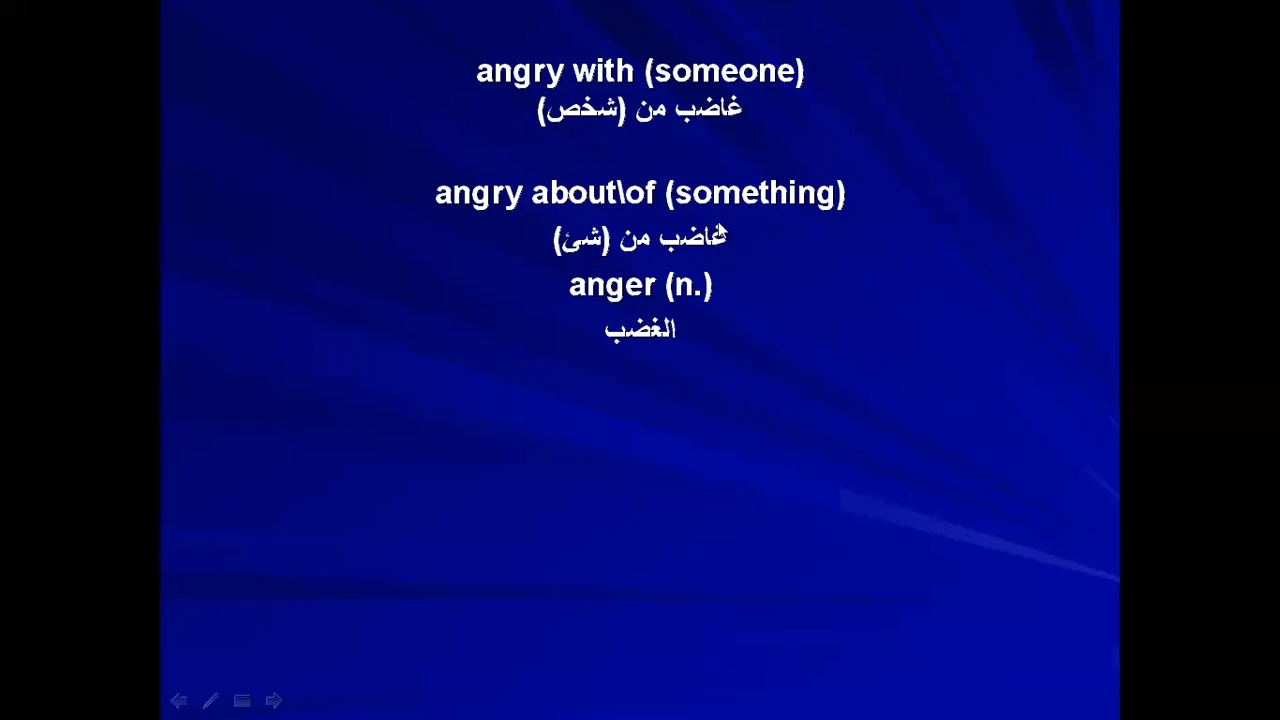 angry with (someone)
غاضب من (شخص)
angry about\of (something)
غاضب من (شئ)
anger (n.)
الغضب